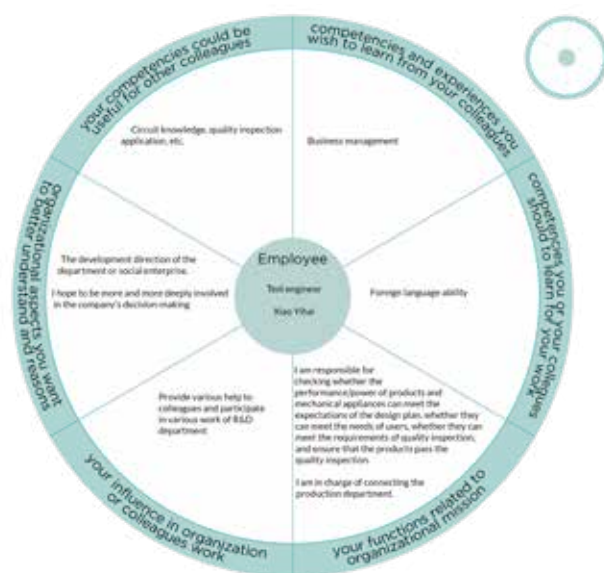 your competencies could be
useful for other colleagues
competencies and experiences you
wish to learn from your colleagues
Circuit knowledge, quality inspection
application, etc.
Business management
organizational aspects you want
to better understand and reasons
The development direction of the
department or social enterprise.
I hope to be more and more deeply involved
in the company's decision-making
Employee
Test engineer
Xiao Yihai
Foreign language ability
competencies you or your colleagues
should to learn for your work
Provide various help to
colleagues and participate
in various work of R&D
department
I am responsible for
checking whether the
performance/power of products and
mechanical appliances can meet the
expectations of the design plan, whether they
can meet the needs of users, whether they can
meet the requirements of quality inspection,
and ensure that the products pass the
quality inspection.
I am in charge of connecting the
production department.
your influence in organization
or colleagues work
your functions related to
organizational mission